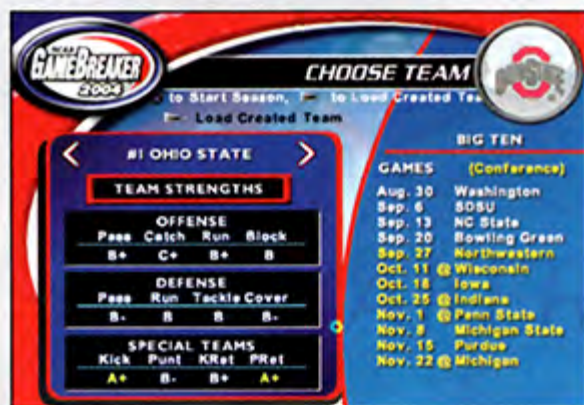 NCAA
GAMEBREAKER
2004
CHOOSE TEAM
OHIO STATE
to Start Season, to Load Created Tea
Load Created Team
#1 OHIO STATE
TEAM STRENGTHS
OFFENSE
Pass Catch Run Block
B+ C+ B+ B
DEFENSE
Pass Run Tackle Cover
B- B B B-
SPECIAL TEAMS
Kick Punt KRet PRet
A+ B- B+ A+
BIG TEN
GAMES (Conference)
Aug. 30 Washington
Sep. 6 SDSU
Sep. 13 NC State
Sep. 20 Bowling Green
Sep. 27 Northwestern
Oct. 11 @ Wisconsin
Oct. 18 Iowa
Oct. 25 @ Indiana
Nov. 1 @ Penn State
Nov. 8 Michigan State
Nov. 15 Purdue
Nov. 22 @ Michigan